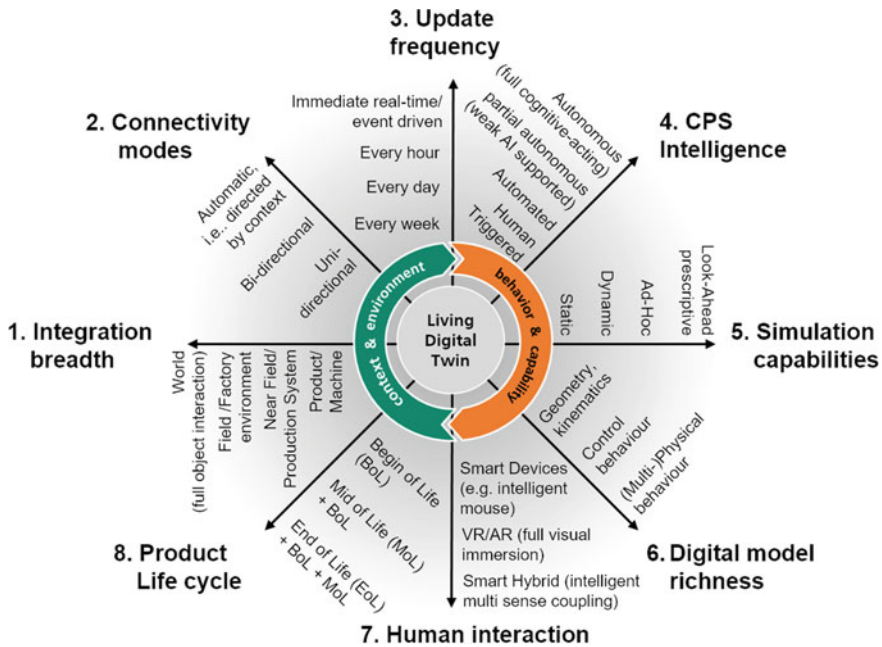 3. Update
frequency
Immediate real-time/
event driven
Every hour
Every day
Every week
Autonomous
(full cognitive-acting)
partial autonomous
(weak AI supported)
Automated
Human
Triggered
4. CPS
Intelligence
2. Connectivity
modes
Automatic,
i.e.. directed
by context
Bi-directional
Uni-
directional
context & environment
behavior & capability
Living
Digital
Twin
1. Integration
breadth
World
(full object interaction)
Field /Factory
environment
Near Field/
Production System
Product/
Machine
Static
Dynamic
Ad-Hoc
Look-Ahead
prescriptive
5. Simulation
capabilities
Geometry,
kinematics
Control
behaviour
(Multi-)Physical
behaviour
6. Digital model
richness
Begin of Life
(BoL)
Mid of Life (MoL)
+ BoL
End of Life (EoL)
+ BoL + MoL
8. Product
Life cycle
Smart Devices
(e.g. intelligent
mouse)
VR/AR (full visual
immersion)
Smart Hybrid (intelligent
multi sense coupling)
7. Human interaction